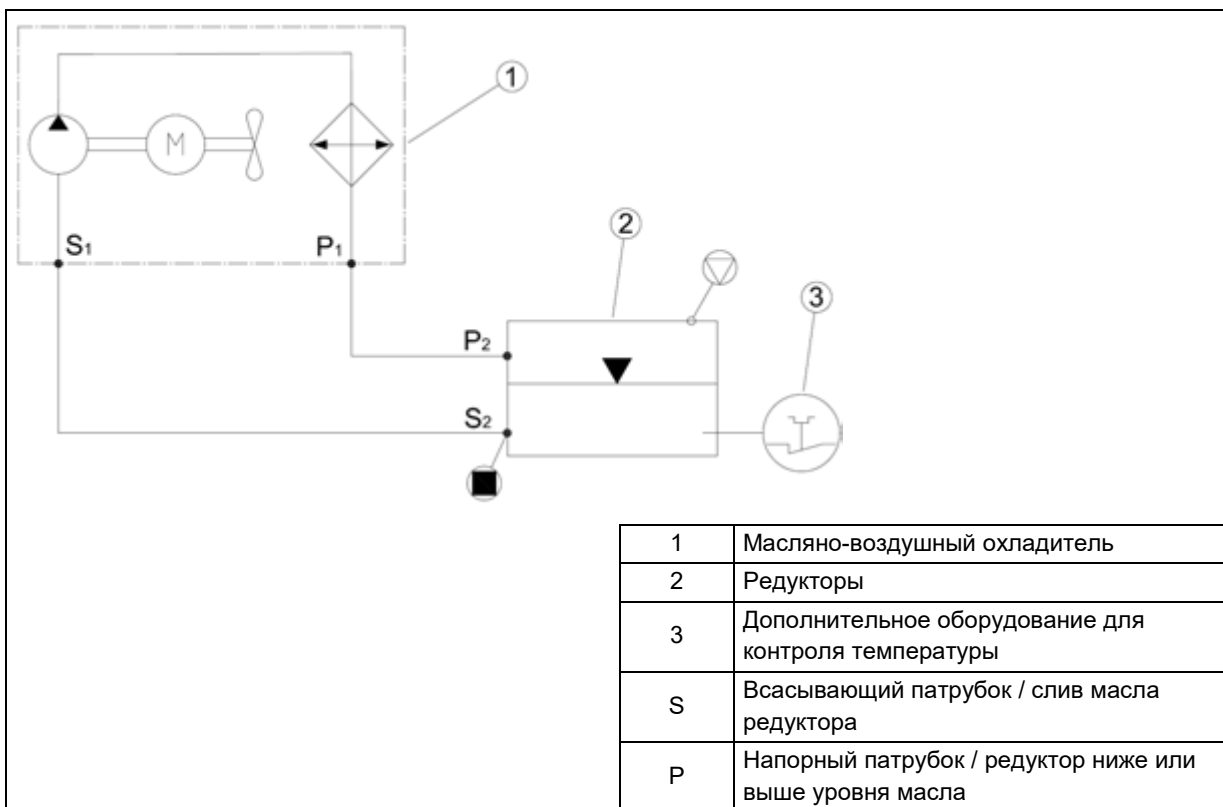 1
M
S1
P1
2
3
P2
S2
1 Масляно-воздушный охладитель
2 Редукторы
3 Дополнительное оборудование для
контроля температуры
S Всасывающий патрубок / слив масла
редуктора
P Напорный патрубок / редуктор ниже или
выше уровня масла